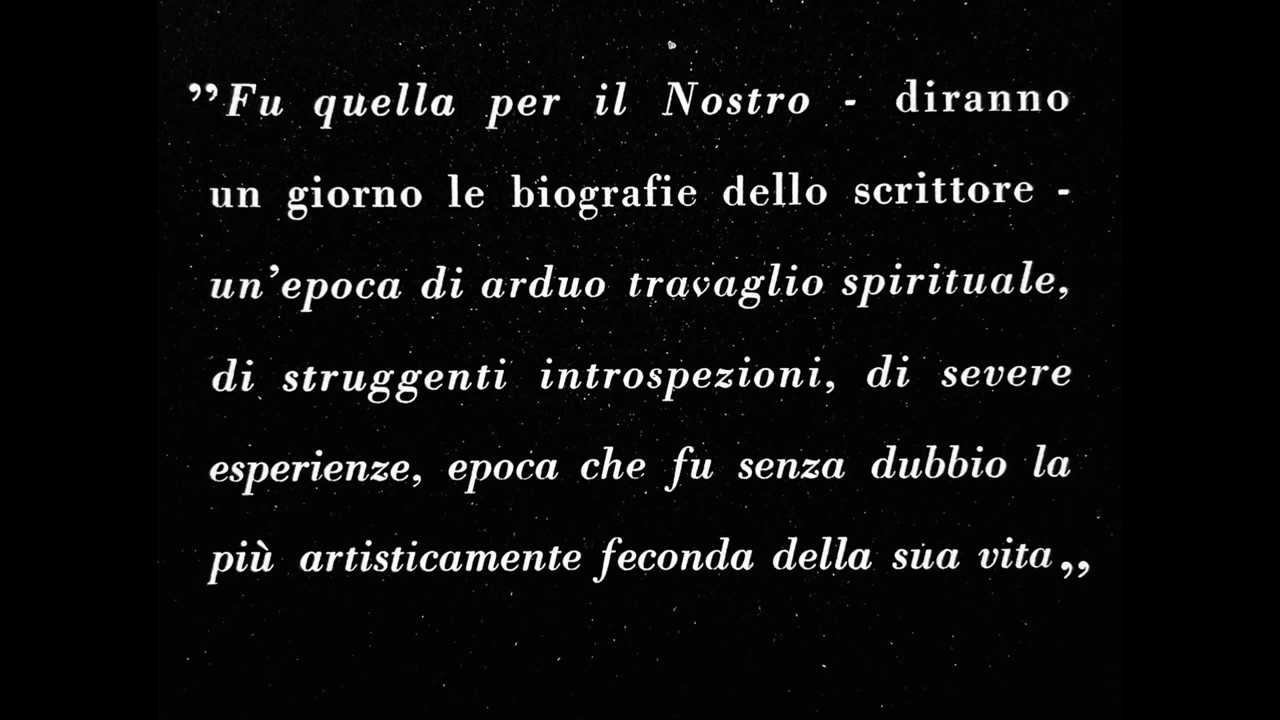 ”Fu quella per il Nostro - diranno
un giorno le biografie dello scrittore -
un’epoca di arduo travaglio spirituale,
di struggenti introspezioni, di severe
esperienze, epoca che fu senza dubbio la
più artisticamente feconda della sua vita„